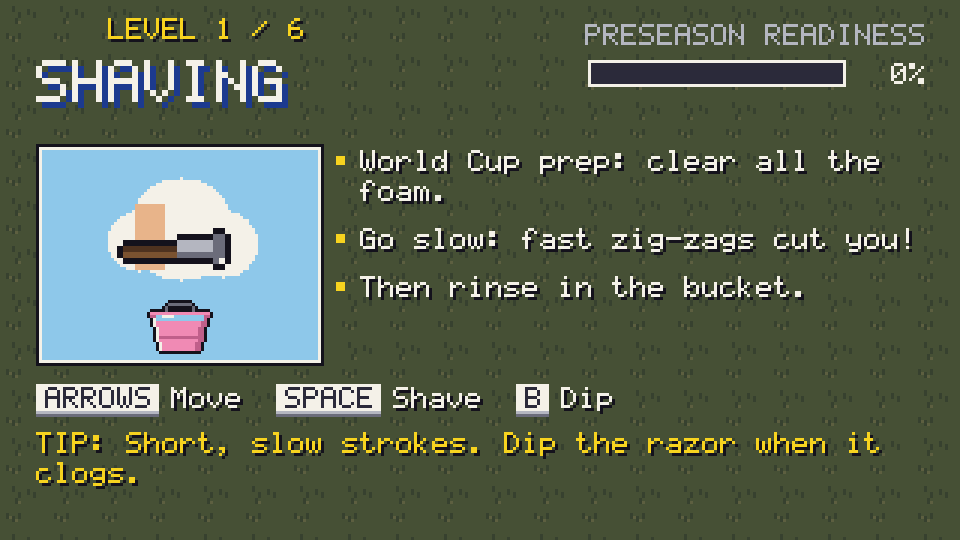 LEVEL 1 / 6
PRESEASON READINESS
SHAVING
0%
World Cup prep: clear all the
foam.
Go slow: fast zig-zags cut you!
Then rinse in the bucket.
ARROWS Move SPACE Shave B Dip
TIP: Short, slow strokes. Dip the razor when it
clogs.